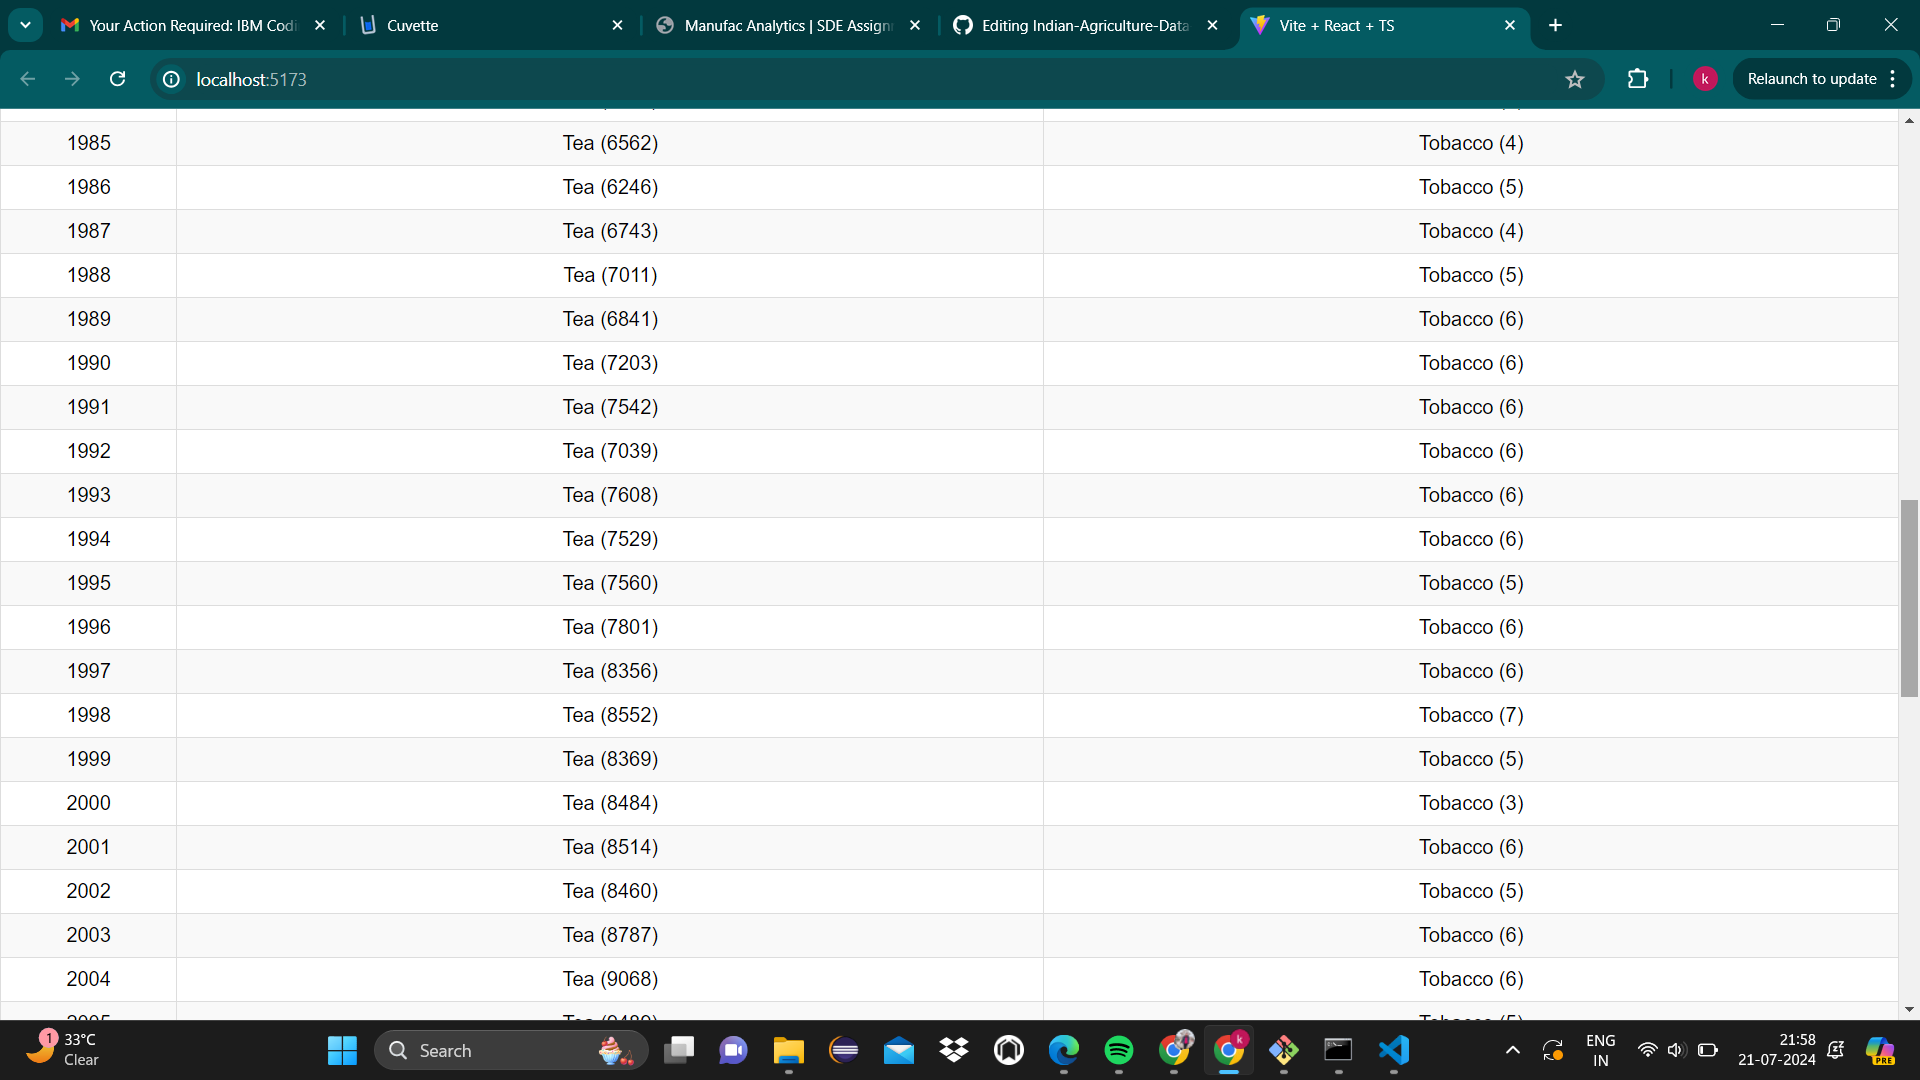 Your Action Required: IBM Codi
Cuvette
Manufac Analytics | SDE Assign
Editing Indian-Agriculture-Data
Vite + React + TS
localhost:5173
k
Relaunch to update
1985 Tea (6562) Tobacco (4)
1986 Tea (6246) Tobacco (5)
1987 Tea (6743) Tobacco (4)
1988 Tea (7011) Tobacco (5)
1989 Tea (6841) Tobacco (6)
1990 Tea (7203) Tobacco (6)
1991 Tea (7542) Tobacco (6)
1992 Tea (7039) Tobacco (6)
1993 Tea (7608) Tobacco (6)
1994 Tea (7529) Tobacco (6)
1995 Tea (7560) Tobacco (5)
1996 Tea (7801) Tobacco (6)
1997 Tea (8356) Tobacco (6)
1998 Tea (8552) Tobacco (7)
1999 Tea (8369) Tobacco (5)
2000 Tea (8484) Tobacco (3)
2001 Tea (8514) Tobacco (6)
2002 Tea (8460) Tobacco (5)
2003 Tea (8787) Tobacco (6)
2004 Tea (9068) Tobacco (6)
1
33°C
Clear
Search
k
ENG
IN
21:58
21-07-2024
PRE